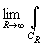 lim ∫
R→∞ C_R